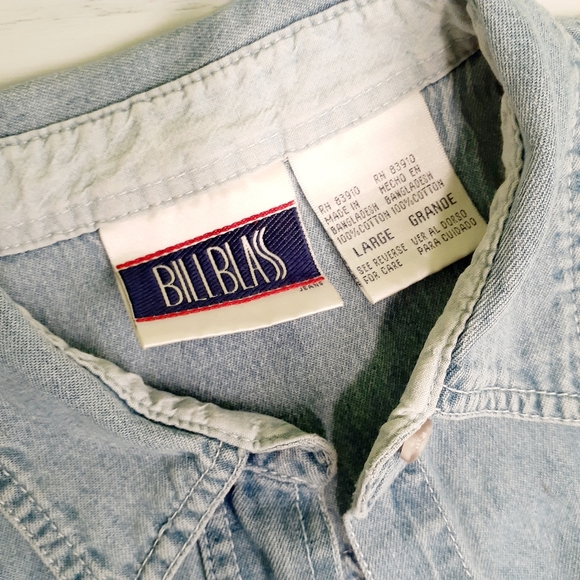 BILLBLASS
JEANS
RN 83910 RN 83910
MADE IN HECHO EN
BANGLADESH BANGLADESH
100%COTTON 100%COTTON
LARGE GRANDE
SEE REVERSE VER AL DORSO
FOR CARE PARA CUIDADO